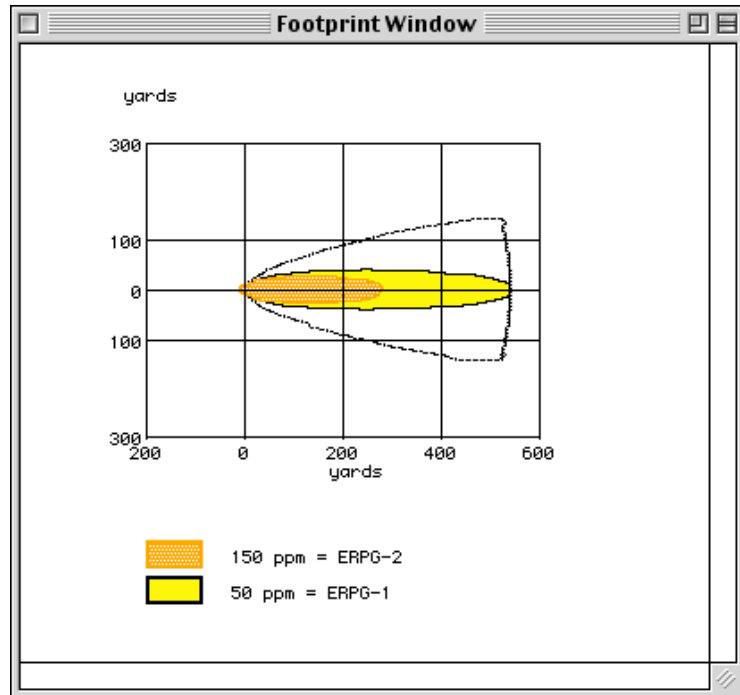 Footprint Window
yards
300
100
0
100
300
200 0 200 400 600
yards
150 ppm = ERPG-2
50 ppm = ERPG-1